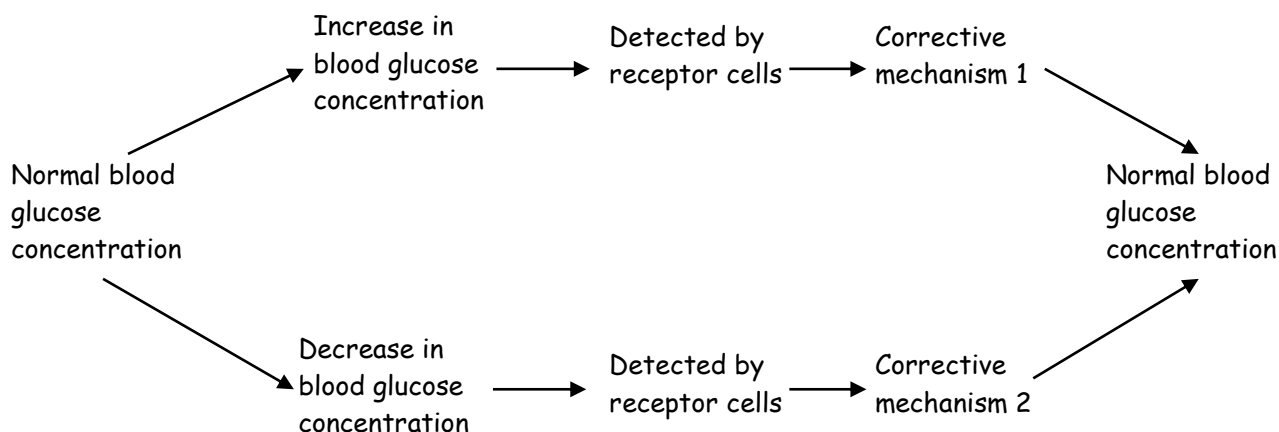 Increase in
blood glucose
concentration
Detected by
receptor cells
Corrective
mechanism 1
Normal blood
glucose
concentration
Normal blood
glucose
concentration
Decrease in
blood glucose
concentration
Detected by
receptor cells
Corrective
mechanism 2